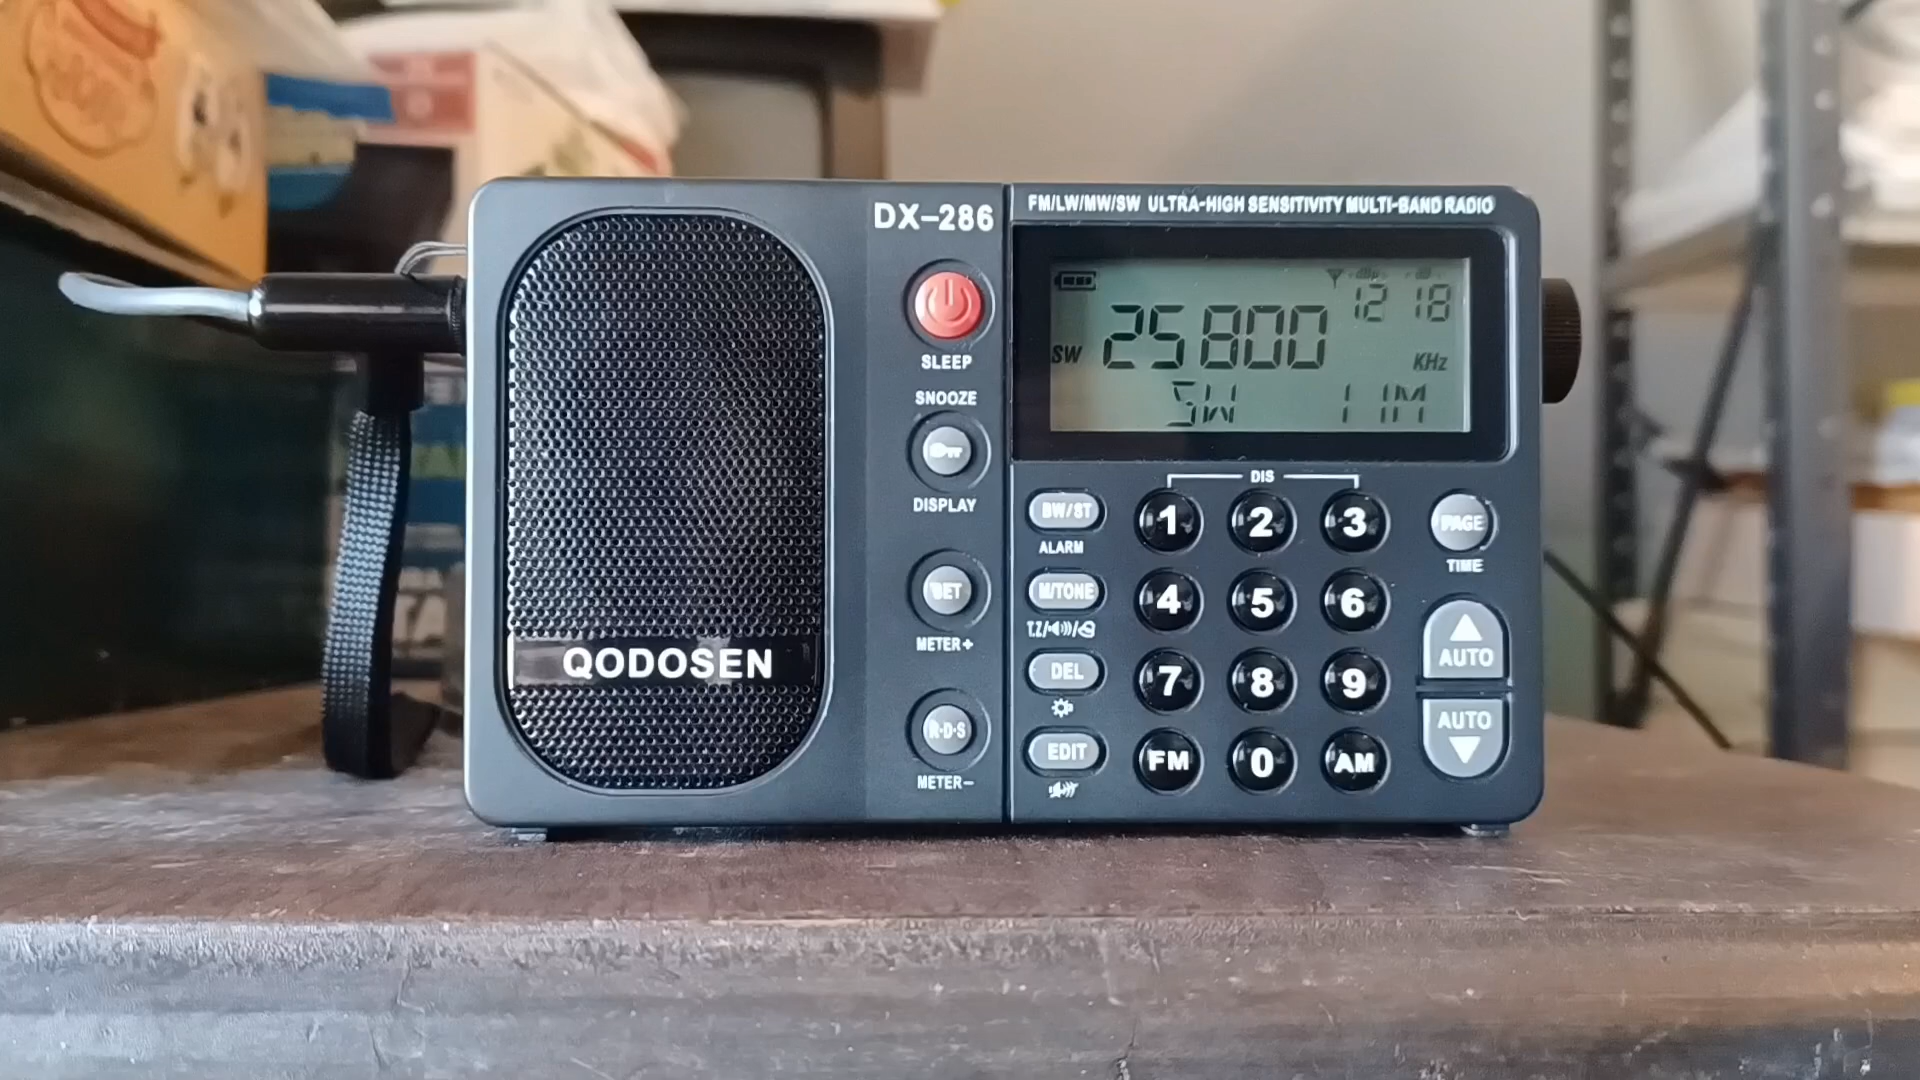 DX-286
FM/LW/MW/SW ULTRA-HIGH SENSITIVITY MULTI-BAND RADIO
12 18
25800
SW
KHz
SW 11M
SLEEP
SNOOZE
DISPLAY
SET
METER+
R·D·S
METER-
QODOSEN
DIS
BW/ST
ALARM
1 2 3
PAGE
TIME
M/TONE
T.Z/
4 5 6
AUTO
DEL
7 8 9
AUTO
EDIT
FM 0 AM